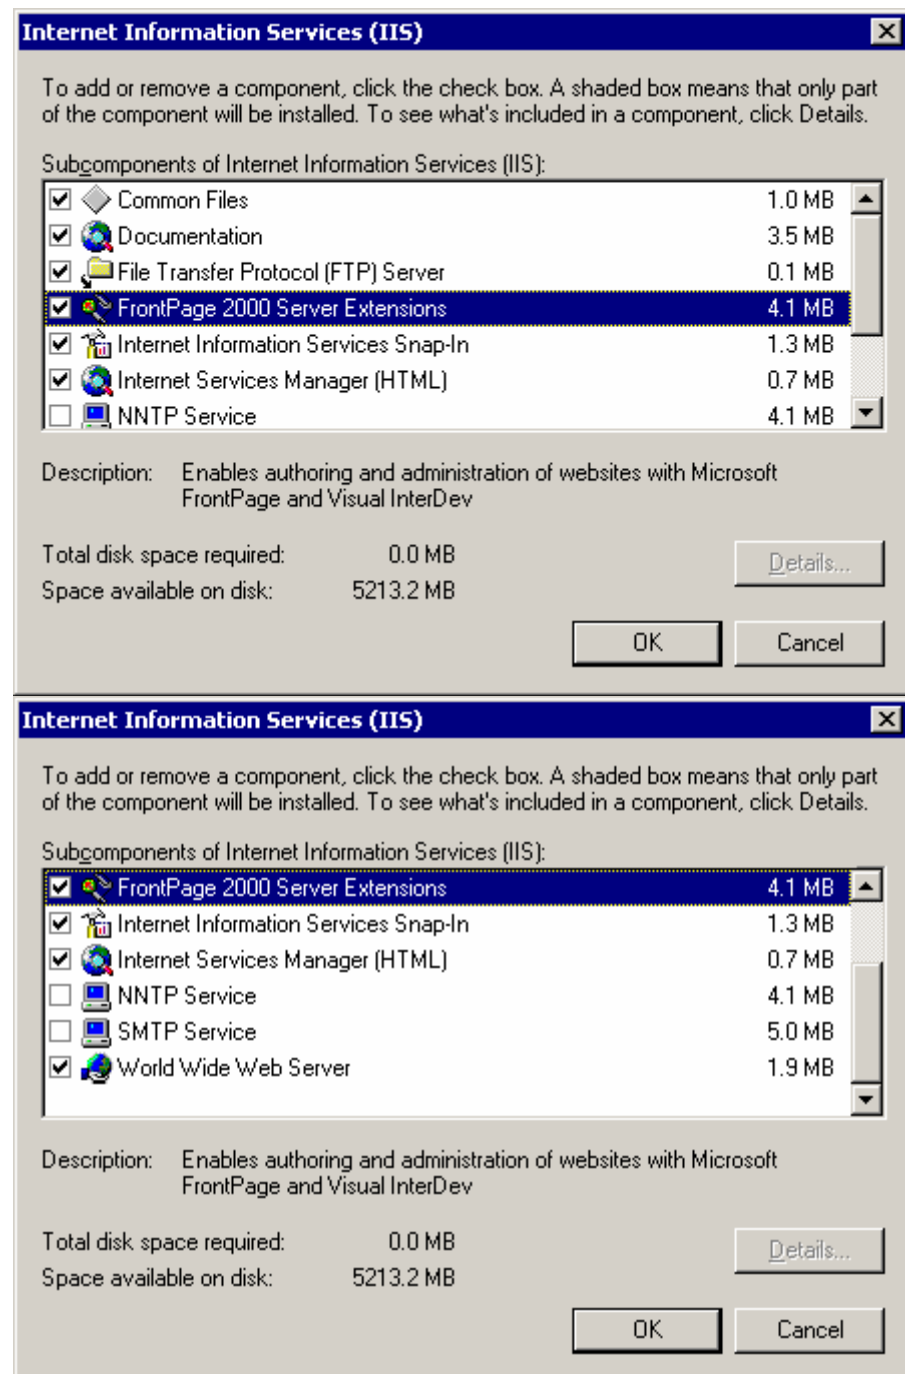 Internet Information Services (IIS)
To add or remove a component, click the check box. A shaded box means that only part
of the component will be installed. To see what's included in a component, click Details.
Subcomponents of Internet Information Services (IIS):
Common Files 1.0 MB
Documentation 3.5 MB
File Transfer Protocol (FTP) Server 0.1 MB
FrontPage 2000 Server Extensions 4.1 MB
Internet Information Services Snap-In 1.3 MB
Internet Services Manager (HTML) 0.7 MB
NNTP Service 4.1 MB
Description: Enables authoring and administration of websites with Microsoft
FrontPage and Visual InterDev
Total disk space required: 0.0 MB
Details...
Space available on disk: 5213.2 MB
OK Cancel
Internet Information Services (IIS)
To add or remove a component, click the check box. A shaded box means that only part
of the component will be installed. To see what's included in a component, click Details.
Subcomponents of Internet Information Services (IIS):
FrontPage 2000 Server Extensions 4.1 MB
Internet Information Services Snap-In 1.3 MB
Internet Services Manager (HTML) 0.7 MB
NNTP Service 4.1 MB
SMTP Service 5.0 MB
World Wide Web Server 1.9 MB
Description: Enables authoring and administration of websites with Microsoft
FrontPage and Visual InterDev
Total disk space required: 0.0 MB
Details...
Space available on disk: 5213.2 MB
OK Cancel